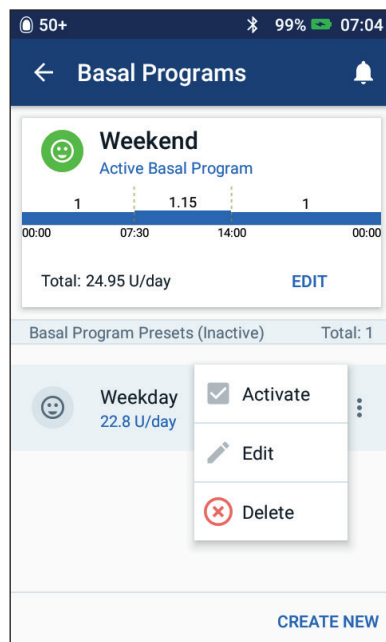 50+ 99% 07:04
Basal Programs
Weekend
Active Basal Program
1 1.15 1
00:00 07:30 14:00 00:00
Total: 24.95 U/day EDIT
Basal Program Presets (Inactive) Total: 1
Weekday
22.8 U/day
Activate
Edit
Delete
CREATE NEW